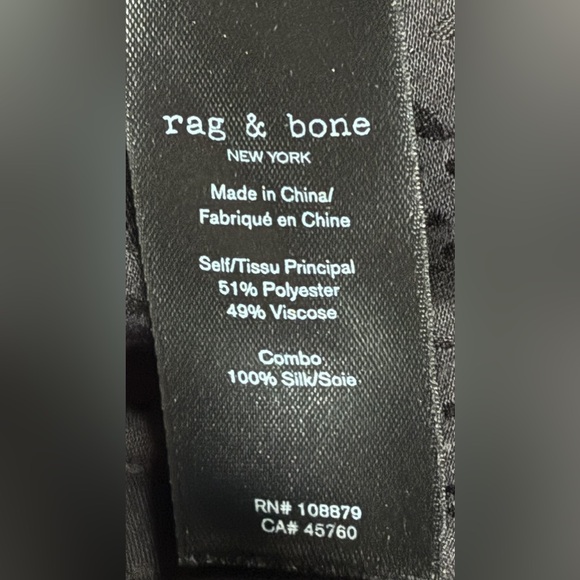 rag & bone
NEW YORK
Made in China/
Fabriqué en Chine
Self/Tissu Principal
51% Polyester
49% Viscose
Combo
100% Silk/Soie
RN# 108879
CA# 45760